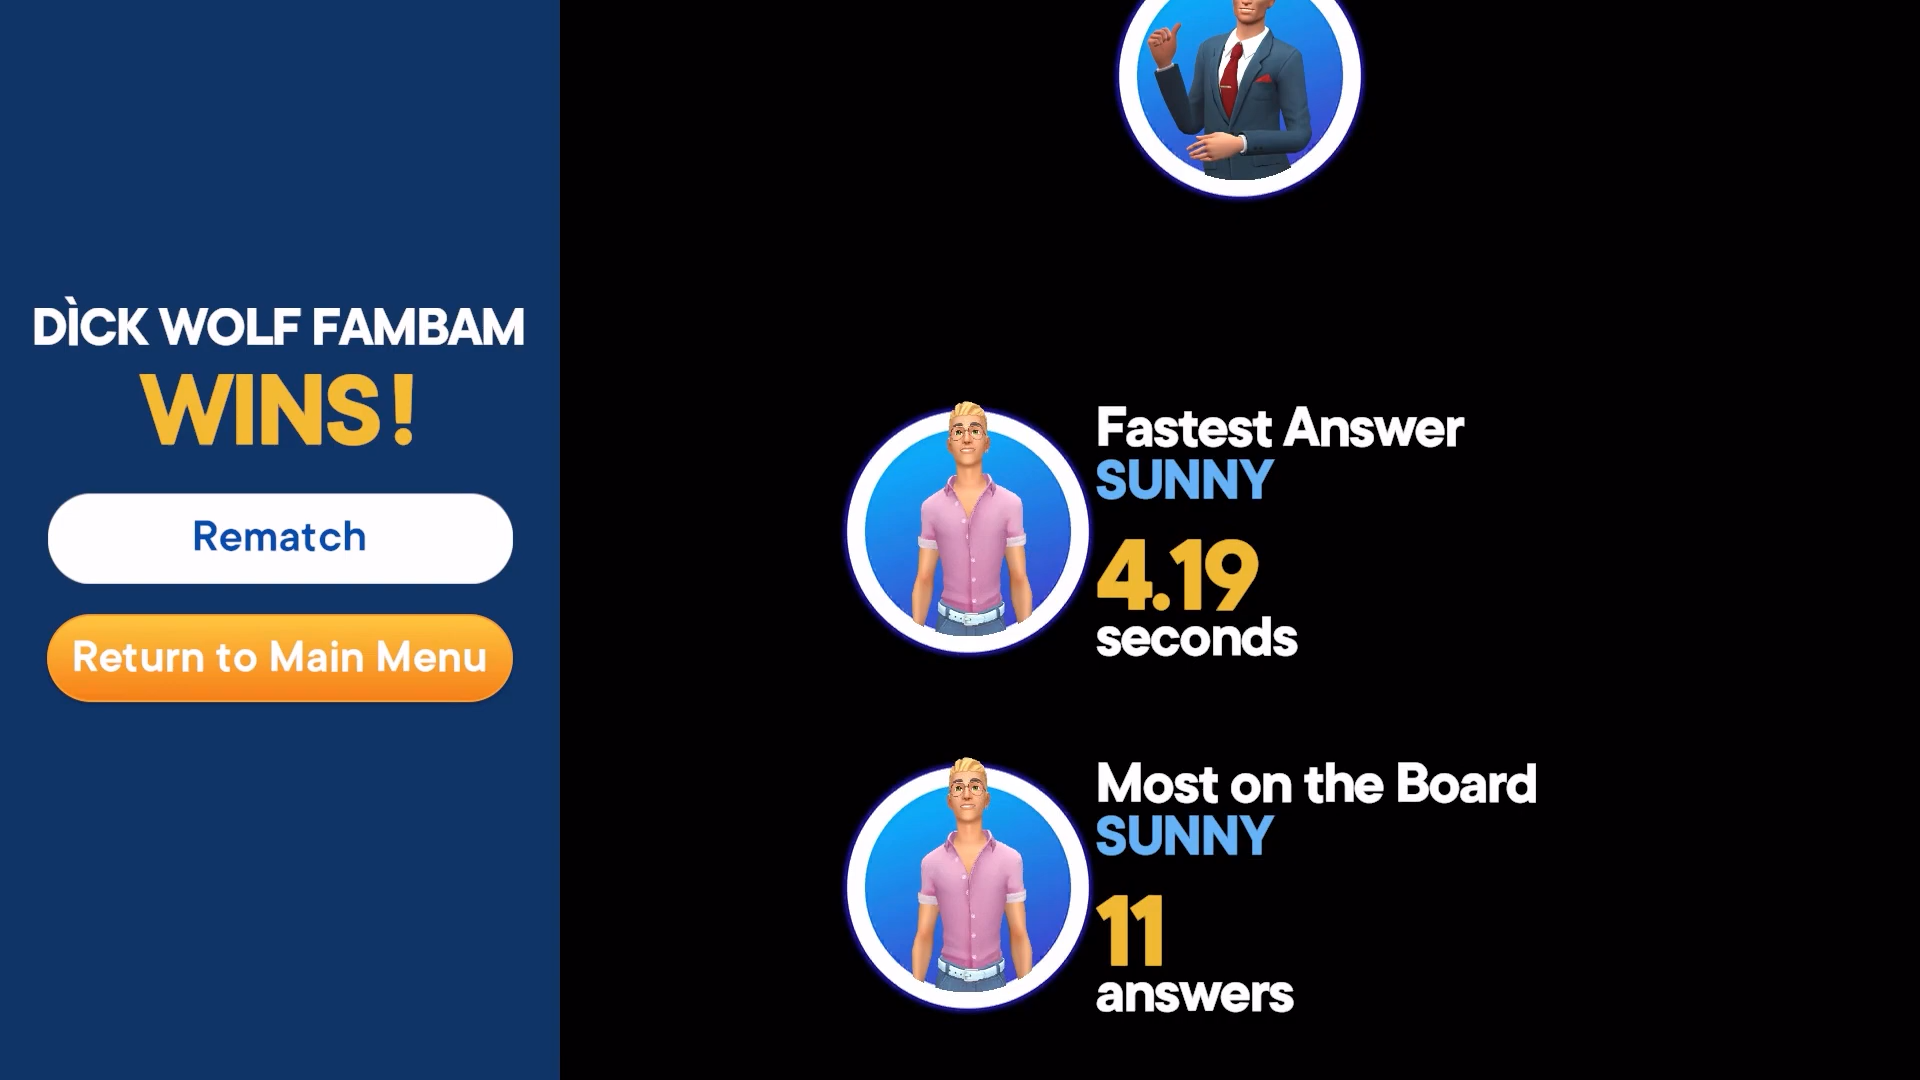 DÌCK WOLF FAMBAM
WINS!
Rematch
Return to Main Menu
Fastest Answer
SUNNY
4.19
seconds
Most on the Board
SUNNY
11
answers